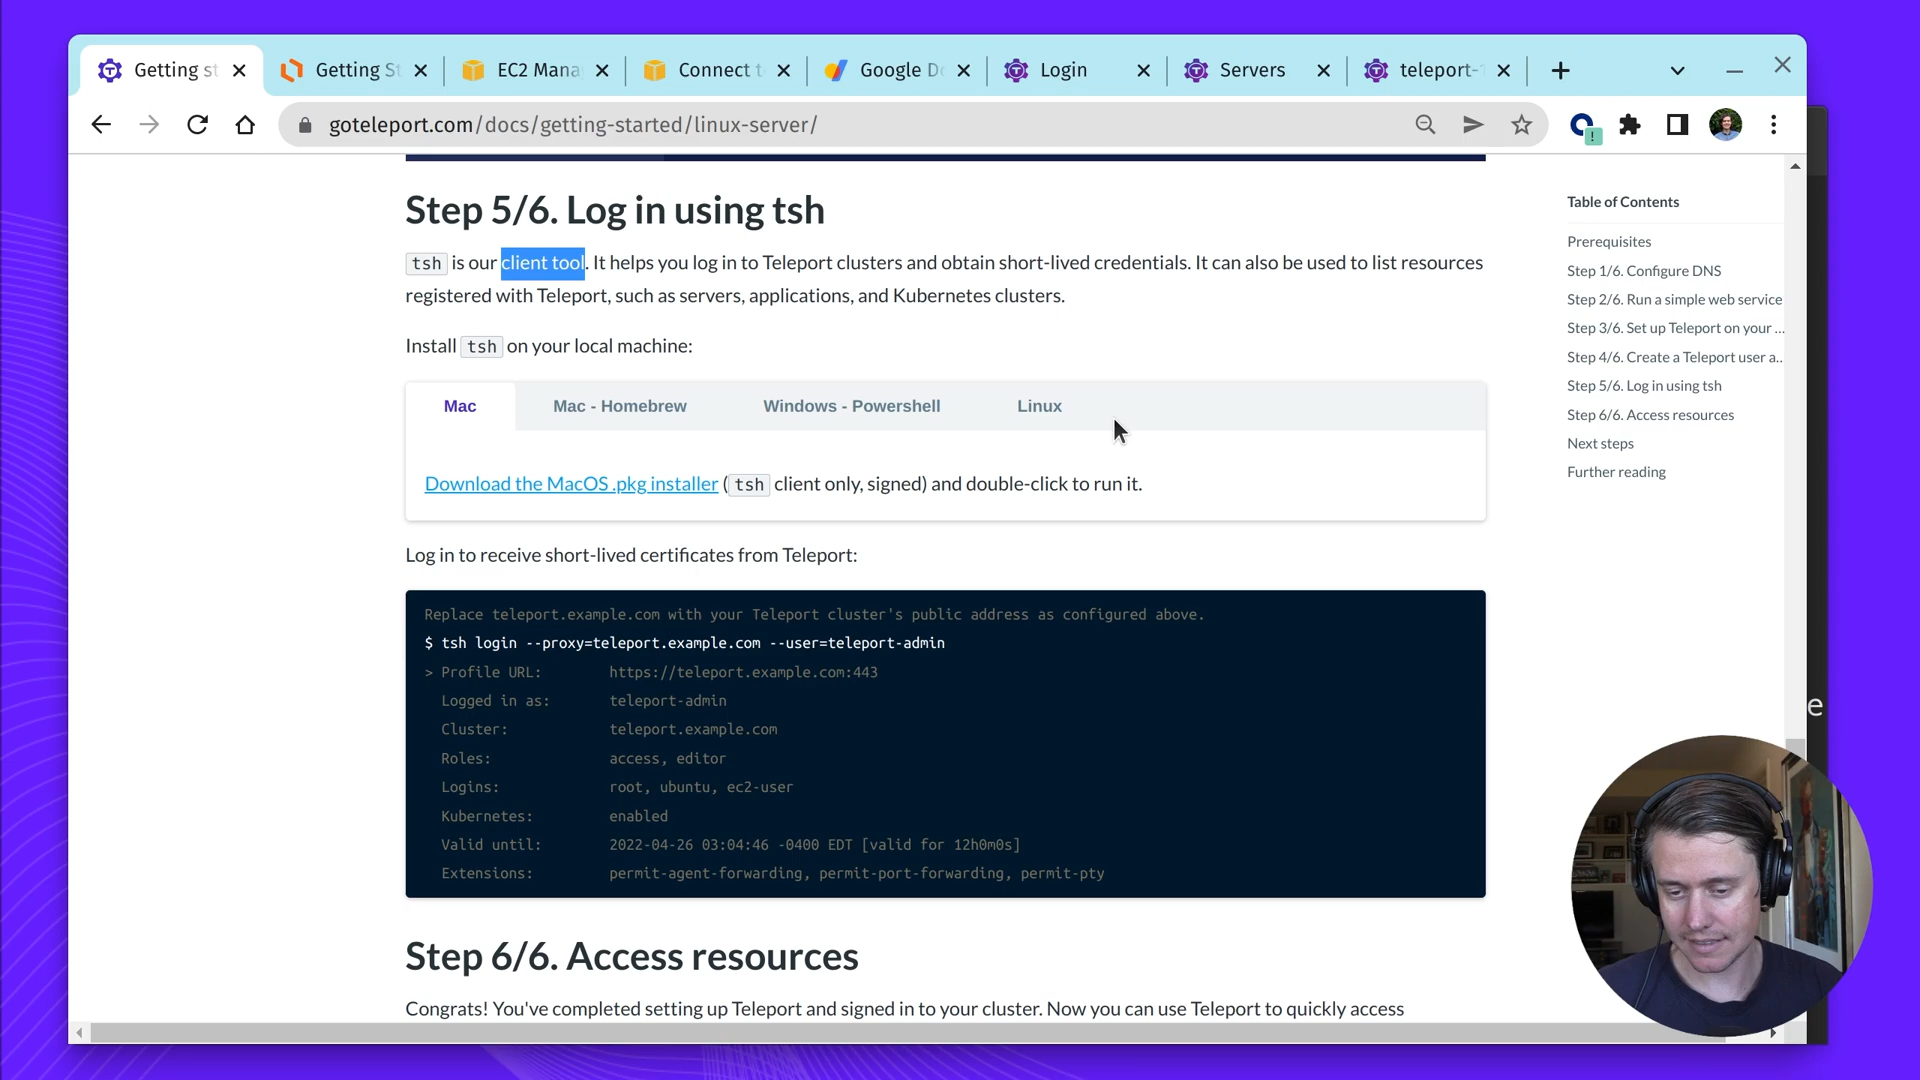 Getting st
Getting St
EC2 Mana
Connect t
Google D
Login
Servers
teleport-
goteleport.com/docs/getting-started/linux-server/
Step 5/6. Log in using tsh
tsh is our client tool. It helps you log in to Teleport clusters and obtain short-lived credentials. It can also be used to list resources
registered with Teleport, such as servers, applications, and Kubernetes clusters.
Install tsh on your local machine:
Mac
Mac - Homebrew
Windows - Powershell
Linux
Download the MacOS .pkg installer (tsh client only, signed) and double-click to run it.
Log in to receive short-lived certificates from Teleport:
Replace teleport.example.com with your Teleport cluster's public address as configured above.
$ tsh login --proxy=teleport.example.com --user=teleport-admin
> Profile URL: https://teleport.example.com:443
Logged in as: teleport-admin
Cluster: teleport.example.com
Roles: access, editor
Logins: root, ubuntu, ec2-user
Kubernetes: enabled
Valid until: 2022-04-26 03:04:46 -0400 EDT [valid for 12h0m0s]
Extensions: permit-agent-forwarding, permit-port-forwarding, permit-pty
Step 6/6. Access resources
Congrats! You've completed setting up Teleport and signed in to your cluster. Now you can use Teleport to quickly access
Table of Contents
Prerequisites
Step 1/6. Configure DNS
Step 2/6. Run a simple web service
Step 3/6. Set up Teleport on your ...
Step 4/6. Create a Teleport user a..
Step 5/6. Log in using tsh
Step 6/6. Access resources
Next steps
Further reading
e